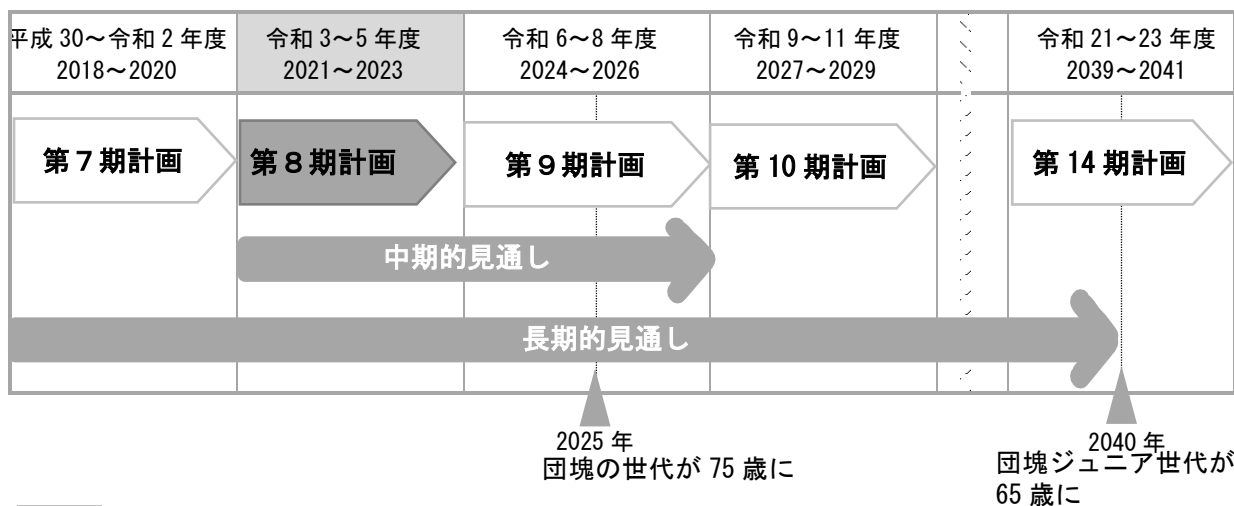 平成 30～令和 2 年度
2018～2020
令和 3～5 年度
2021～2023
令和 6～8 年度
2024～2026
令和 9～11 年度
2027～2029
令和 21～23 年度
2039～2041
第７期計画
第８期計画
第９期計画
第 10 期計画
第 14 期計画
中期的見通し
長期的見通し
2025 年
団塊の世代が 75 歳に
2040 年
団塊ジュニア世代が
65 歳に